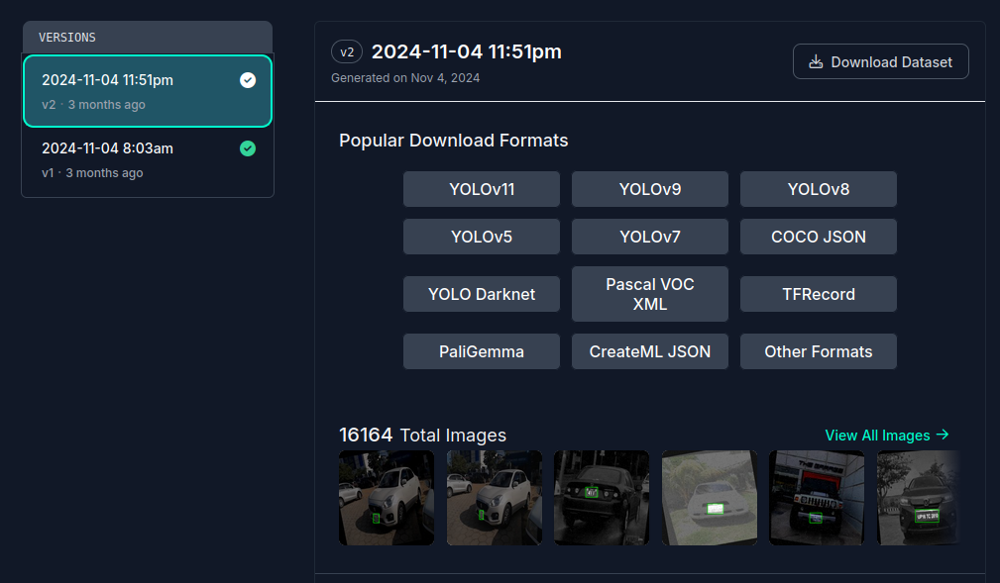 VERSIONS
2024-11-04 11:51pm
v2 · 3 months ago
2024-11-04 8:03am
v1 · 3 months ago
v2 2024-11-04 11:51pm
Generated on Nov 4, 2024
Download Dataset
Popular Download Formats
YOLOv11 YOLOv9 YOLOv8
YOLOv5 YOLOv7 COCO JSON
YOLO Darknet
Pascal VOC
XML
TFRecord
PaliGemma CreateML JSON Other Formats
16164 Total Images
View All Images →